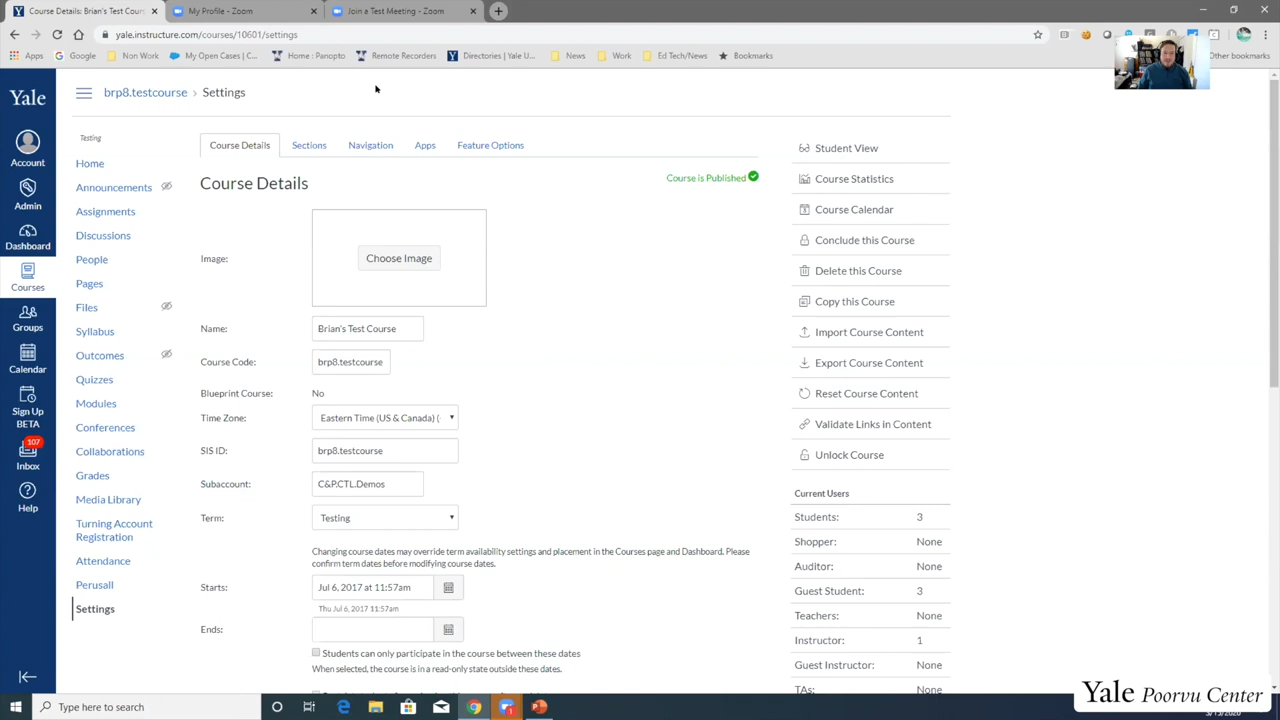 Course Details: Brian's Test Cours
My Profile - Zoom
Join a Test Meeting - Zoom
yale.instructure.com/courses/10601/settings
Apps
Google
Non Work
My Open Cases | C...
Home : Panopto
Remote Recorders
Directories | Yale U...
News
Work
Ed Tech/News
Bookmarks
Other bookmarks
Yale
brp8.testcourse › Settings
Account
Admin
Dashboard
Courses
Groups
Calendar
Sign Up
BETA
107
Inbox
Help
Testing
Home
Announcements
Assignments
Discussions
People
Pages
Files
Syllabus
Outcomes
Quizzes
Modules
Conferences
Collaborations
Grades
Media Library
Turning Account
Registration
Attendance
Perusall
Settings
Course Details
Sections
Navigation
Apps
Feature Options
Course Details
Course is Published
Image:
Choose Image
Name:
Brian's Test Course
Course Code:
brp8.testcourse
Blueprint Course:
No
Time Zone:
Eastern Time (US & Canada) (
SIS ID:
brp8.testcourse
Subaccount:
C&P.CTL.Demos
Term:
Testing
Changing course dates may override term availability settings and placement in the Courses page and Dashboard. Please
confirm term dates before modifying course dates.
Starts:
Jul 6, 2017 at 11:57am
Thu Jul 6, 2017 11:57am
Ends:
Students can only participate in the course between these dates
When selected, the course is in a read-only state outside these dates.
Student View
Course Statistics
Course Calendar
Conclude this Course
Delete this Course
Copy this Course
Import Course Content
Export Course Content
Reset Course Content
Validate Links in Content
Unlock Course
Current Users
Students: 3
Shopper: None
Auditor: None
Guest Student: 3
Teachers: None
Instructor: 1
Guest Instructor: None
TAs: None
Type here to search
Yale Poorvu Center